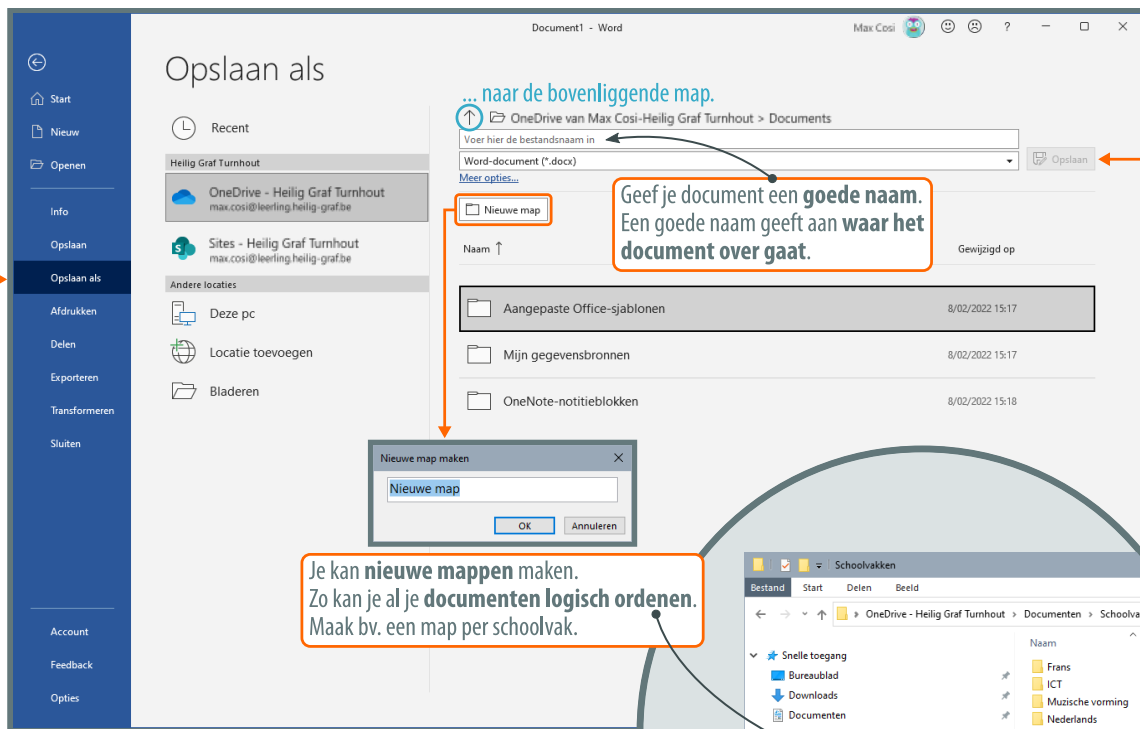 Document1 - Word
Max Cosi
?
Opslaan als
Start
Nieuw
Openen
Info
Opslaan
Opslaan als
Afdrukken
Delen
Exporteren
Transformeren
Sluiten
Account
Feedback
Opties
Recent
Heilig Graf Turnhout
OneDrive - Heilig Graf Turnhout
max.cosi@leerling.heilig-graf.be
Sites - Heilig Graf Turnhout
max.cosi@leerling.heilig-graf.be
Andere locaties
Deze pc
Locatie toevoegen
Bladeren
... naar de bovenliggende map.
↑ OneDrive van Max Cosi-Heilig Graf Turnhout > Documents
Voer hier de bestandsnaam in
Word-document (*.docx)
Opslaan
Meer opties...
Nieuwe map
Geef je document een goede naam.
Een goede naam geeft aan waar het
document over gaat.
Naam ↑
Gewijzigd op
Aangepaste Office-sjablonen 8/02/2022 15:17
Mijn gegevensbronnen 8/02/2022 15:17
OneNote-notitieblokken 8/02/2022 15:18
Nieuwe map maken
Nieuwe map
OK Annuleren
Je kan nieuwe mappen maken.
Zo kan je al je documenten logisch ordenen.
Maak bv. een map per schoolvak.
Schoolvakken
Bestand Start Delen Beeld
OneDrive - Heilig Graf Turnhout > Documenten > Schoolva
Snelle toegang
Bureaublad
Downloads
Documenten
Naam
Frans
ICT
Muzische vorming
Nederlands